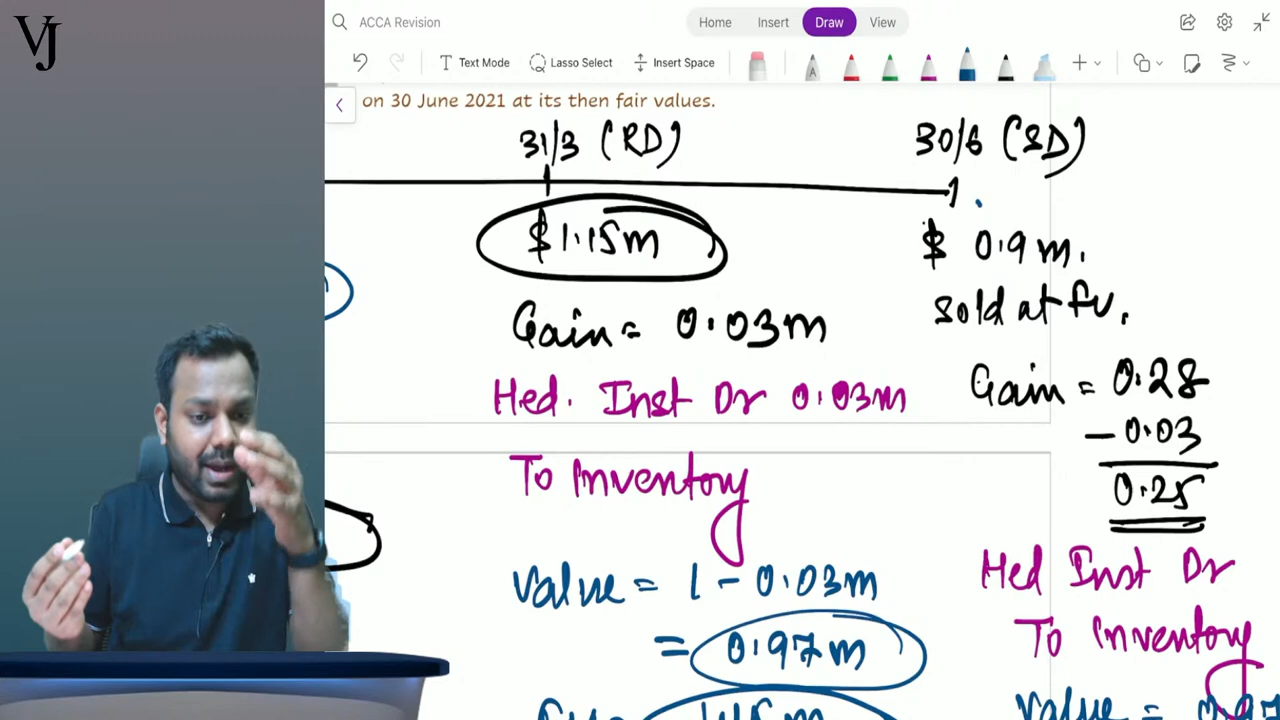 VJ
ACCA Revision
Home Insert Draw View
Text Mode Lasso Select Insert Space
on 30 June 2021 at its then fair values.
31/3 (RD)
30/6 (SD)
$1.15m
$ 0.9m.
sold at fv.
Gain = 0.03m
Gain = 0.28
- 0.03
0.25
Hed. Inst Dr 0.03m
To Inventory
Hed Inst Dr
To Inventory
Value = 1 - 0.03m
= 0.97m
Value = 0.97